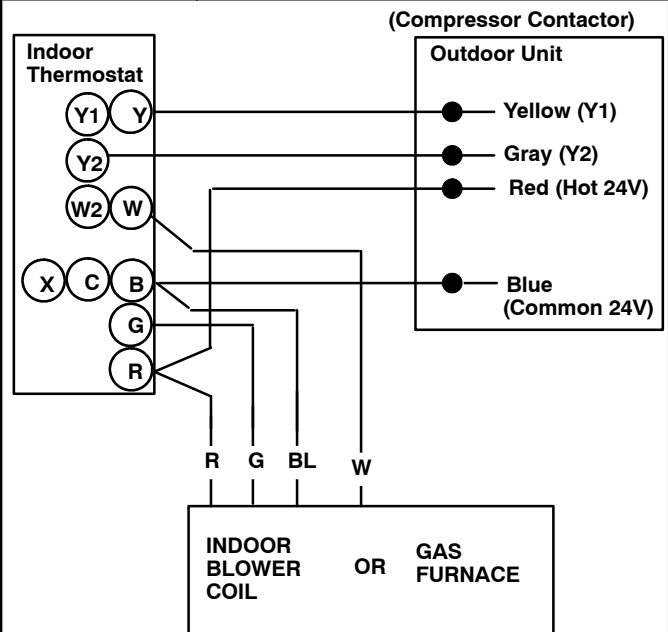 (Compressor Contactor)
Indoor
Thermostat
Outdoor Unit
Y1 Y
Yellow (Y1)
Y2
Gray (Y2)
Red (Hot 24V)
W2 W
X C B
Blue
(Common 24V)
G
R
R G BL W
INDOOR
BLOWER
COIL
OR
GAS
FURNACE